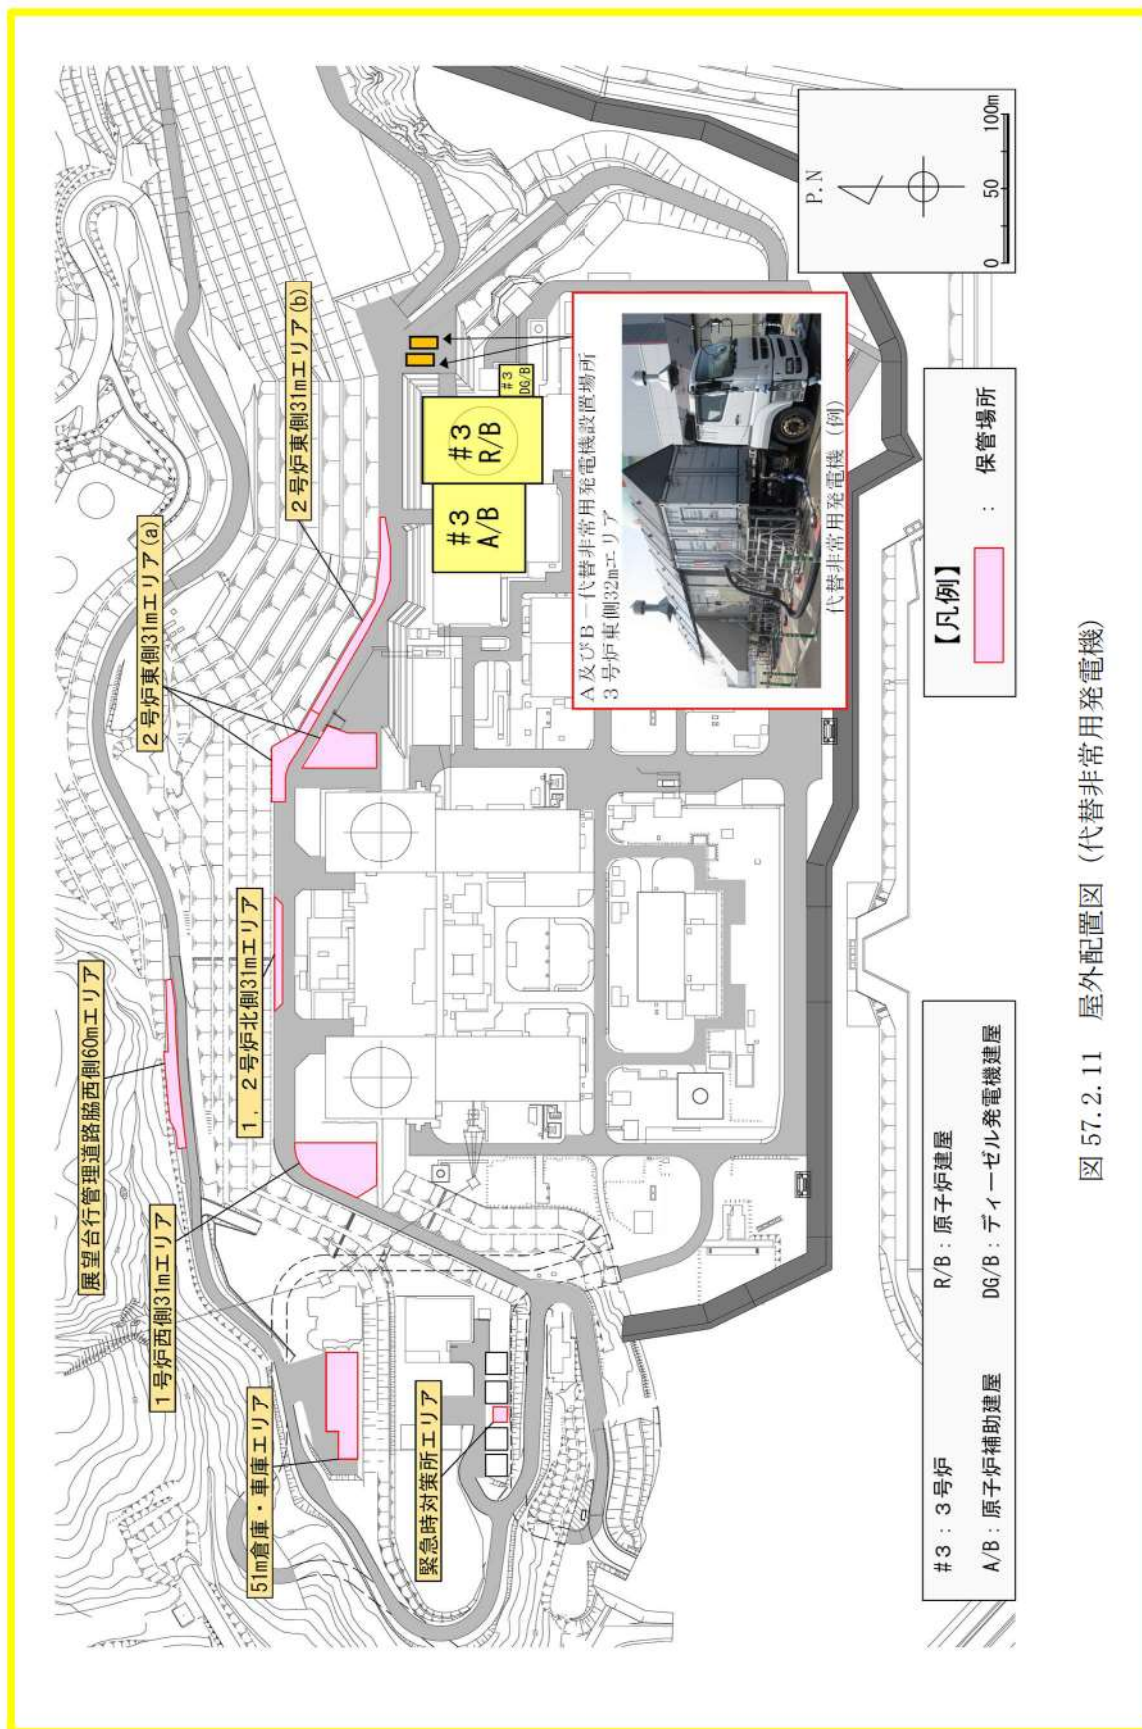 展望台行管理道路脇西側60mエリア
2号炉東側31mエリア(a)
2号炉東側31mエリア(b)
1,2号炉北側31mエリア
1号炉西側31mエリア
51m倉庫・車庫エリア
緊急時対策所エリア
#3
A/B
#3
R/B
#3
DG/B
A及びB-代替非常用発電機設置場所
3号炉東側32mエリア
代替非常用発電機(例)
P.N
0
50
100m
#3:3号炉
R/B:原子炉建屋
A/B:原子炉補助建屋
DG/B:ディーゼル発電機建屋
【凡例】
:保管場所
図 57.2.11 屋外配置図(代替非常用発電機)